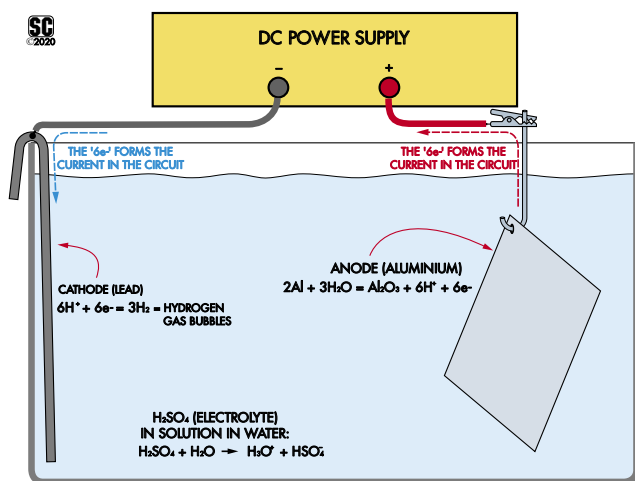 SC
©2020
DC POWER SUPPLY
– +
THE '6e-' FORMS THE
CURRENT IN THE CIRCUIT
THE '6e-' FORMS THE
CURRENT IN THE CIRCUIT
CATHODE (LEAD)
6H⁺ + 6e- = 3H₂ = HYDROGEN
GAS BUBBLES
ANODE (ALUMINIUM)
2Al + 3H₂O = Al₂O₃ + 6H⁺ + 6e-
H₂SO₄ (ELECTROLYTE)
IN SOLUTION IN WATER:
H₂SO₄ + H₂O → H₃O⁺ + HSO₄⁻